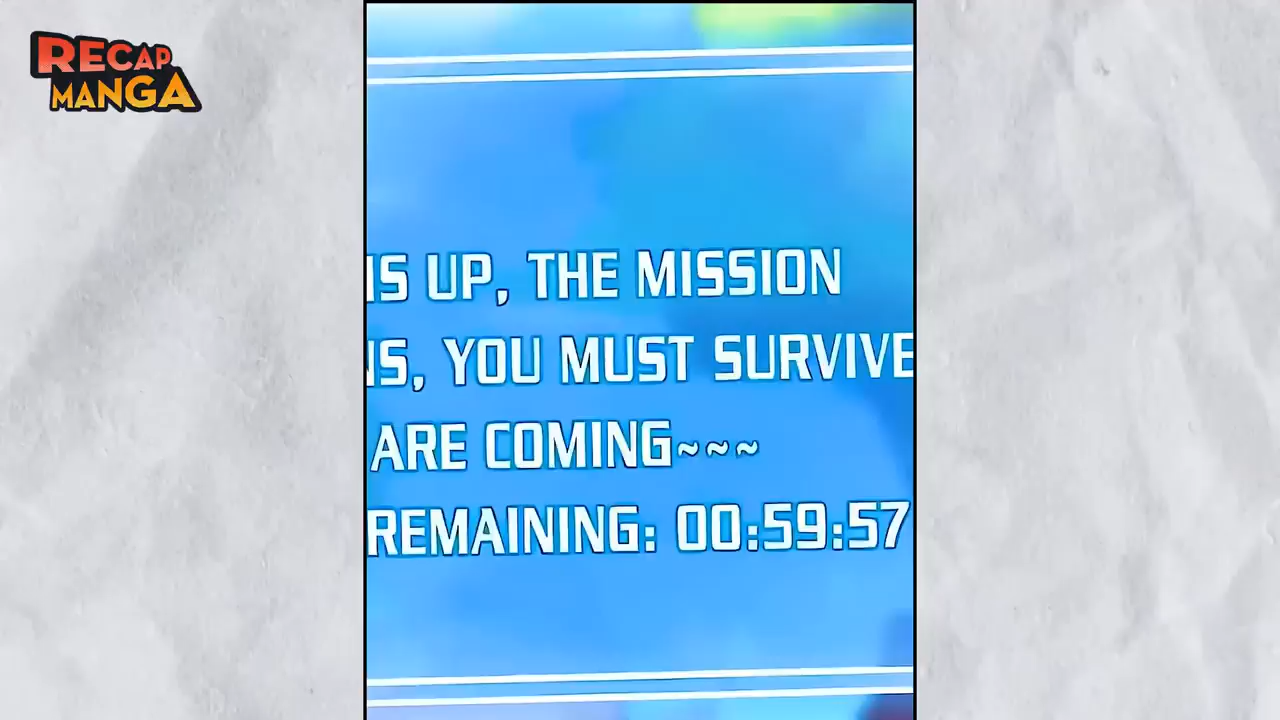 RECAP
MANGA
IS UP, THE MISSION
NS, YOU MUST SURVIVE
ARE COMING~~~
REMAINING: 00:59:57